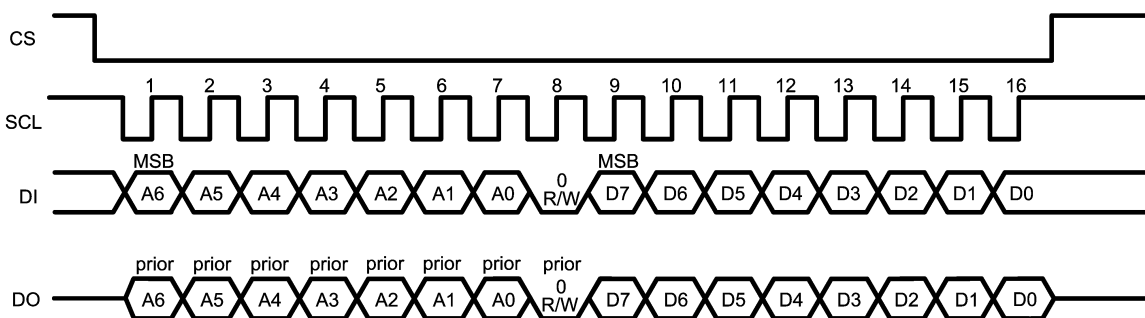 CS
1 2 3 4 5 6 7 8 9 10 11 12 13 14 15 16
SCL
MSB MSB
DI A6 A5 A4 A3 A2 A1 A0 0 R/W D7 D6 D5 D4 D3 D2 D1 D0
prior prior prior prior prior prior prior prior
DO A6 A5 A4 A3 A2 A1 A0 0 R/W D7 D6 D5 D4 D3 D2 D1 D0